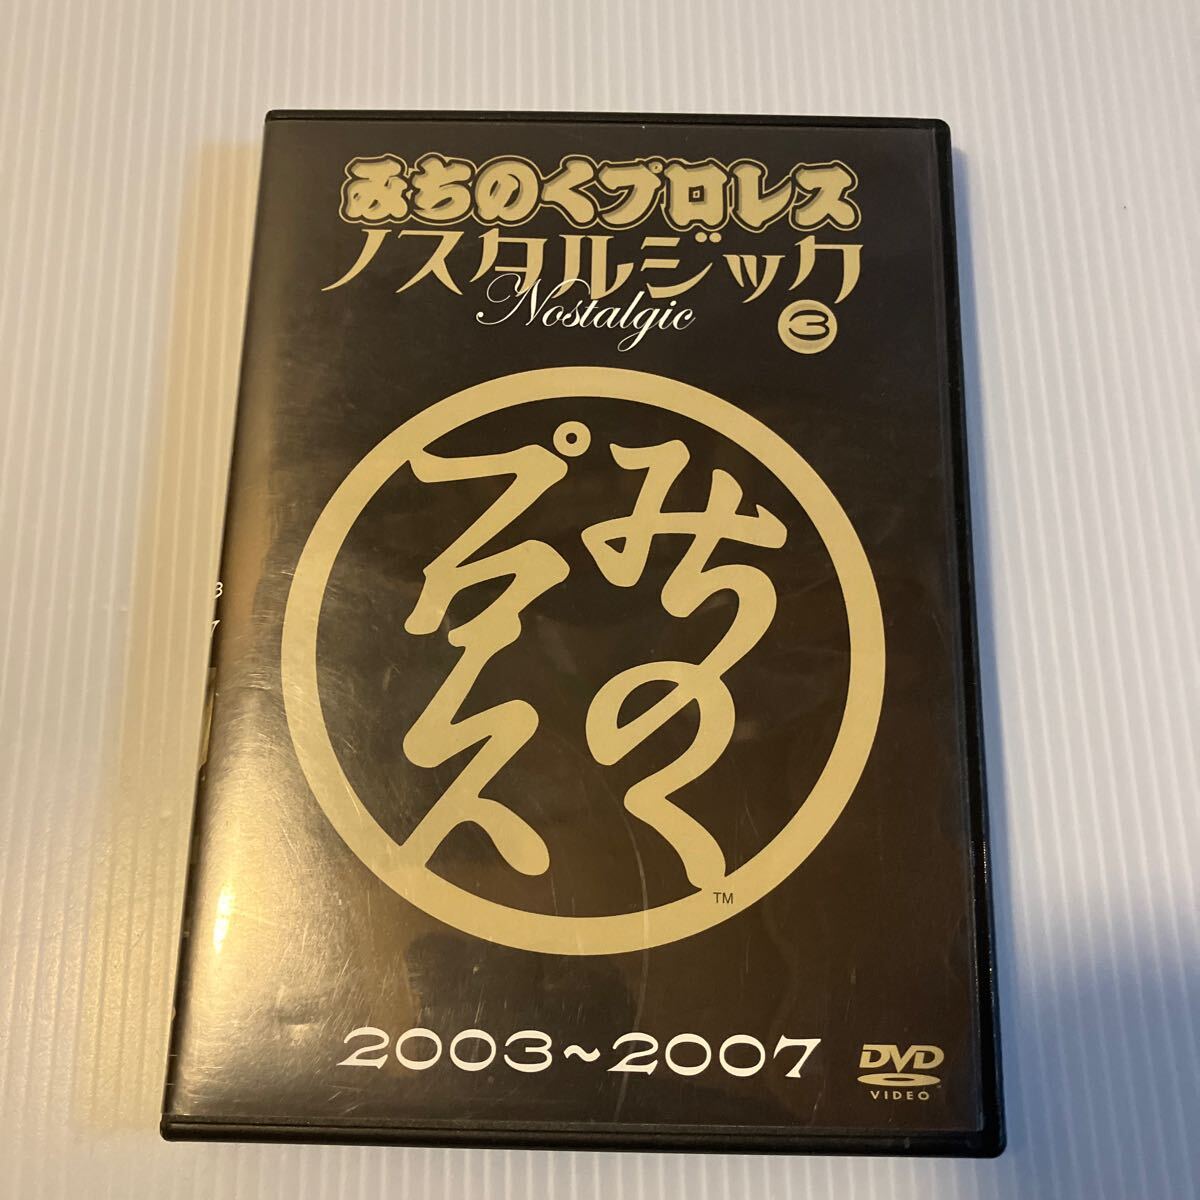 みちのくプロレス
ノスタルジック
Nostalgic
3
みちのく
プロレス
TM
2003~2007
DVD
VIDEO